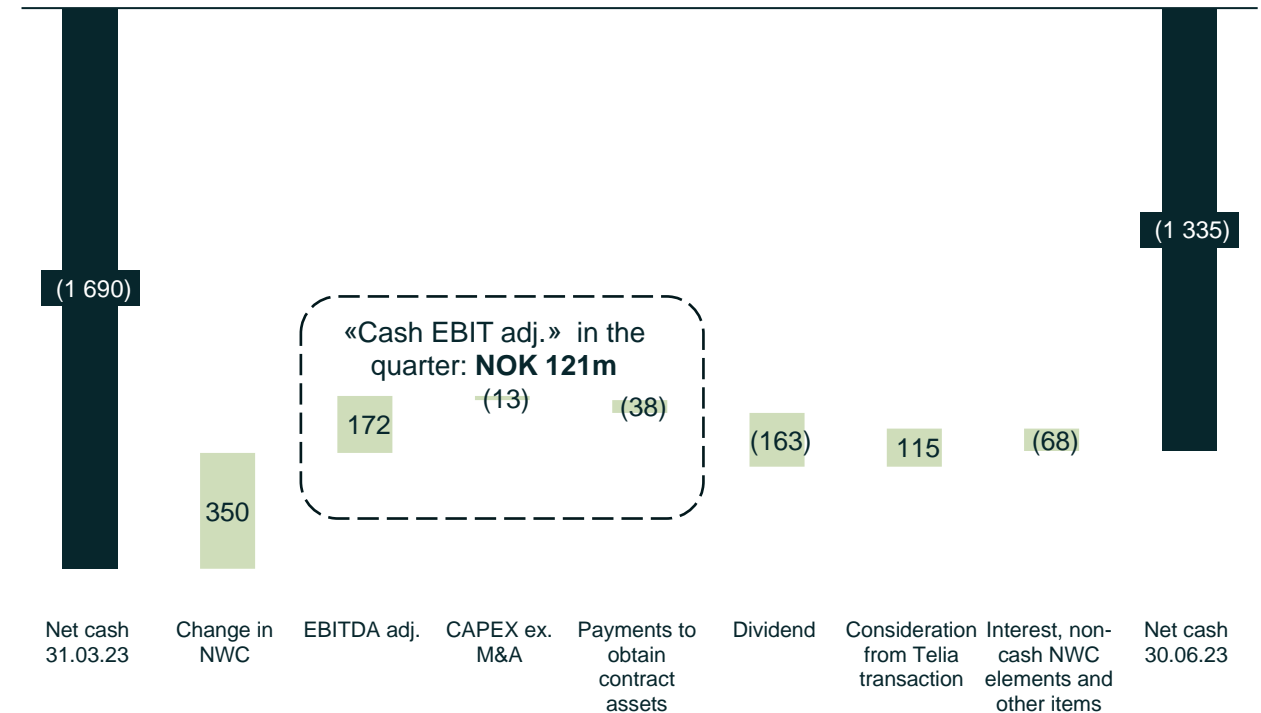 (1 690)
350
«Cash EBIT adj.»  in the
quarter: NOK 121m
172
(13)
(38)
(163)
115
(68)
(1 335)
Net cash
31.03.23
Change in
NWC
EBITDA adj.
CAPEX ex.
M&A
Payments to
obtain
contract
assets
Dividend
Consideration
from Telia
transaction
Interest, non-
cash NWC
elements and
other items
Net cash
30.06.23